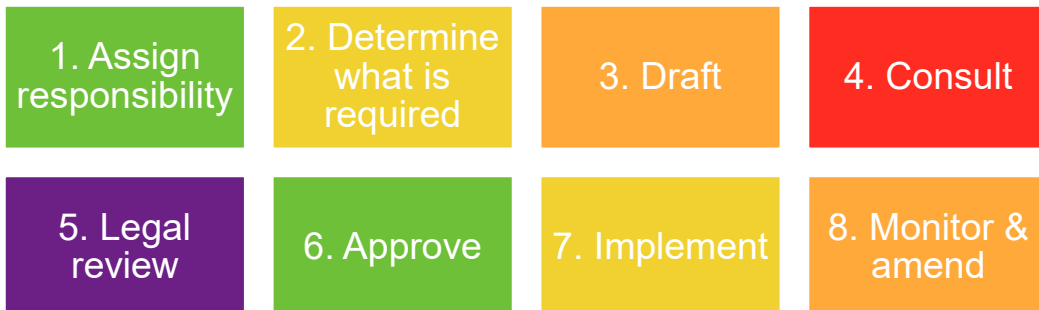 1. Assign
responsibility
2. Determine
what is
required
3. Draft
4. Consult
5. Legal
review
6. Approve
7. Implement
8. Monitor &
amend